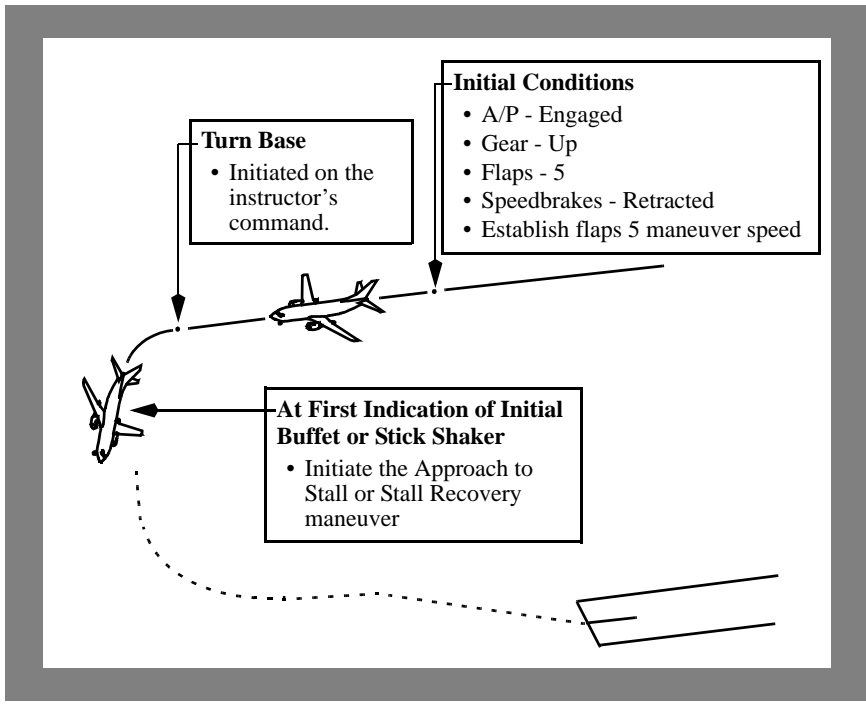 Initial Conditions
• A/P - Engaged
• Gear - Up
• Flaps - 5
• Speedbrakes - Retracted
• Establish flaps 5 maneuver speed
Turn Base
• Initiated on the
instructor’s
command.
At First Indication of Initial
Buffet or Stick Shaker
• Initiate the Approach to
Stall or Stall Recovery
maneuver